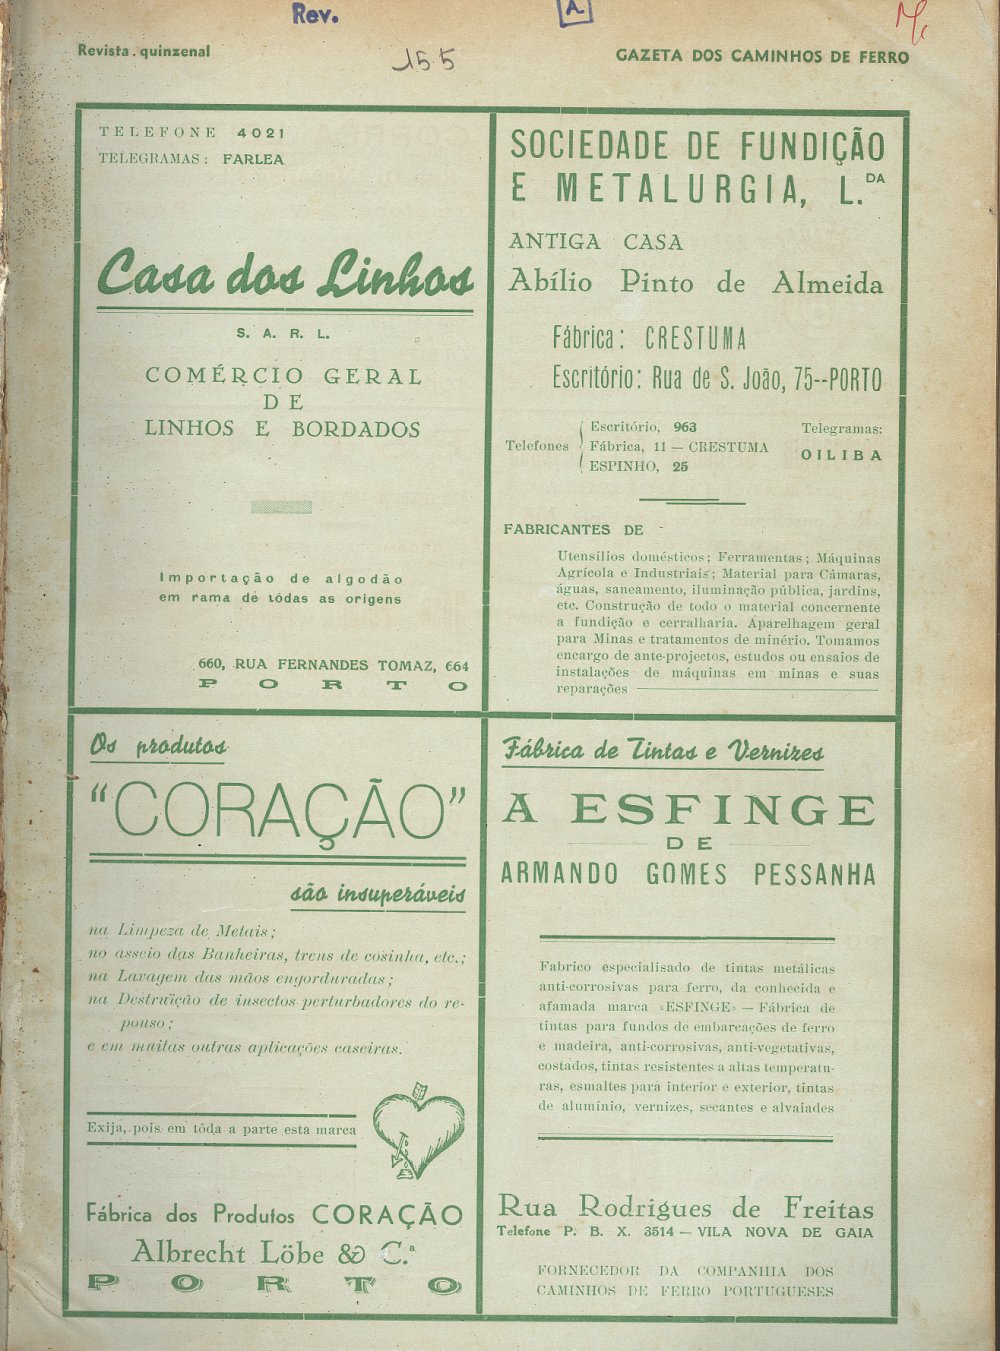 Rev.
A.
Revista quinzenal
155
GAZETA DOS CAMINHOS DE FERRO
TELEFONE 4021
TELEGRAMAS: FARLEA
Casa dos Linhos
S. A. R. L.
COMÉRCIO GERAL
DE
LINHOS E BORDADOS
Importação de algodão
em rama de tôdas as origens
660, RUA FERNANDES TOMAZ, 664
PORTO
SOCIEDADE DE FUNDIÇÃO
E METALURGIA, L.DA
ANTIGA CASA
Abílio Pinto de Almeida
Fábrica: CRESTUMA
Escritório: Rua de S. João, 75--PORTO
Telefones
Escritório, 963
Fábrica, 11 — CRESTUMA
ESPINHO, 25
Telegramas:
OILIBA
FABRICANTES DE
Utensílios domésticos; Ferramentas; Máquinas
Agrícola e Industriais; Material para Câmaras,
águas, saneamento, iluminação pública, jardins,
etc. Construção de todo o material concernente
a fundição e cerralharia. Aparelhagem geral
para Minas e tratamentos de minério. Tomamos
encargo de ante-projectos, estudos ou ensaios de
instalações de máquinas em minas e suas
reparações
Os produtos
"CORAÇÃO"
são insuperáveis
na Limpeza de Metais;
no asseio das Banheiras, trens de cosinha, etc.;
na Lavagem das mãos engorduradas;
na Destruïção de insectos perturbadores do re-
pouso;
e em muitas outras aplicações caseiras.
Exija, pois em tôda a parte esta marca
Fábrica dos Produtos CORAÇÃO
Albrecht Löbe & C.ª
PORTO
Fábrica de Tintas e Vernizes
A ESFINGE
DE
ARMANDO GOMES PESSANHA
Fabrico especialisado de tintas metálicas
anti-corrosivas para ferro, da conhecida e
afamada marca «ESFINGE» — Fábrica de
tintas para fundos de embarcações de ferro
e madeira, anti-corrosivas, anti-vegetativas,
costados, tintas resistentes a altas temperatu-
ras, esmaltes para interior e exterior, tintas
de alumínio, vernizes, secantes e alvaiades
Rua Rodrigues de Freitas
Telefone P. B. X. 3514 — VILA NOVA DE GAIA
FORNECEDOR DA COMPANHIA DOS
CAMINHOS DE FERRO PORTUGUESES